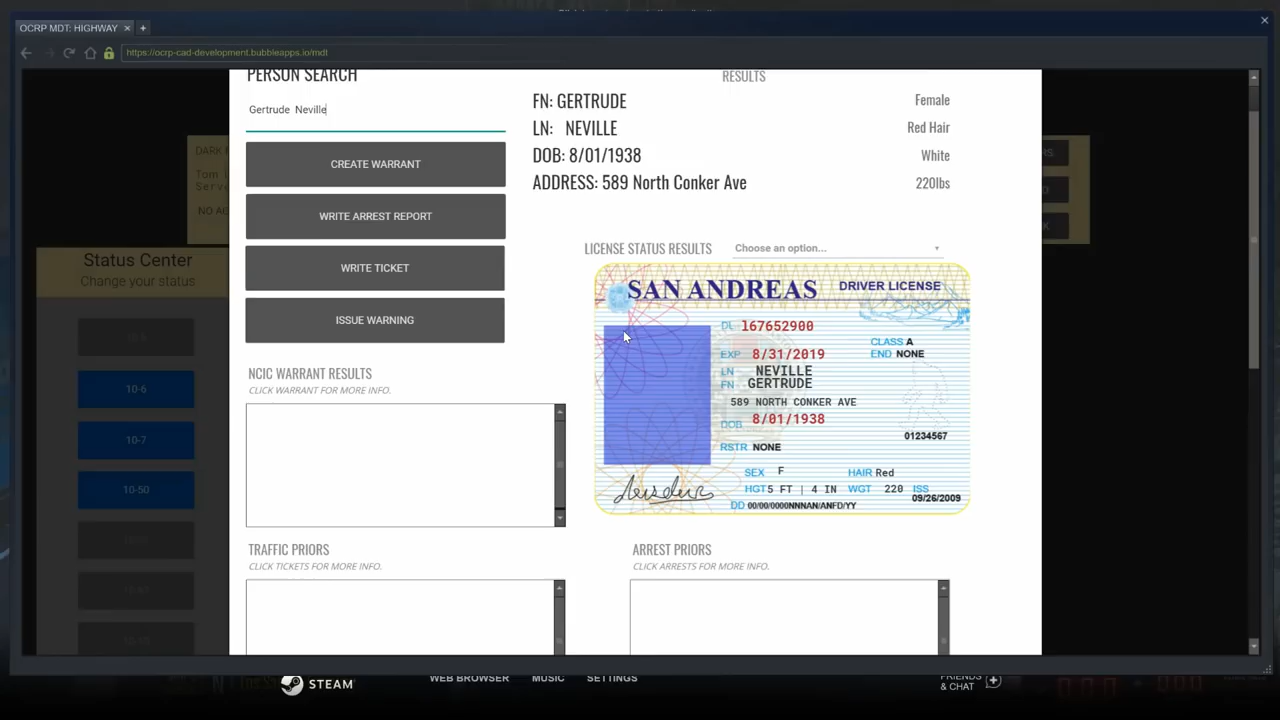 OCRP MDT: HIGHWAY
https://ocrp-cad-development.bubbleapps.io/mdt
PERSON SEARCH
Gertrude Neville
CREATE WARRANT
WRITE ARREST REPORT
WRITE TICKET
ISSUE WARNING
NCIC WARRANT RESULTS
CLICK WARRANT FOR MORE INFO.
TRAFFIC PRIORS
CLICK TICKETS FOR MORE INFO.
RESULTS
FN: GERTRUDE
LN: NEVILLE
DOB: 8/01/1938
ADDRESS: 589 North Conker Ave
Female
Red Hair
White
220lbs
LICENSE STATUS RESULTS
Choose an option...
SAN ANDREAS DRIVER LICENSE
DL 167652900
CLASS A
EXP 8/31/2019
END NONE
LN NEVILLE
FN GERTRUDE
589 NORTH CONKER AVE
DOB 8/01/1938
01234567
RSTR NONE
SEX F
HAIR Red
HGT 5 FT | 4 IN WGT 220 ISS
09/26/2009
DD 00/00/0000NNNAN/ANFD/YY
ARREST PRIORS
CLICK ARRESTS FOR MORE INFO.
Status Center
Change your status
10-6
10-7
10-50
STEAM
WEB BROWSER
MUSIC
SETTINGS
FRIENDS
& CHAT